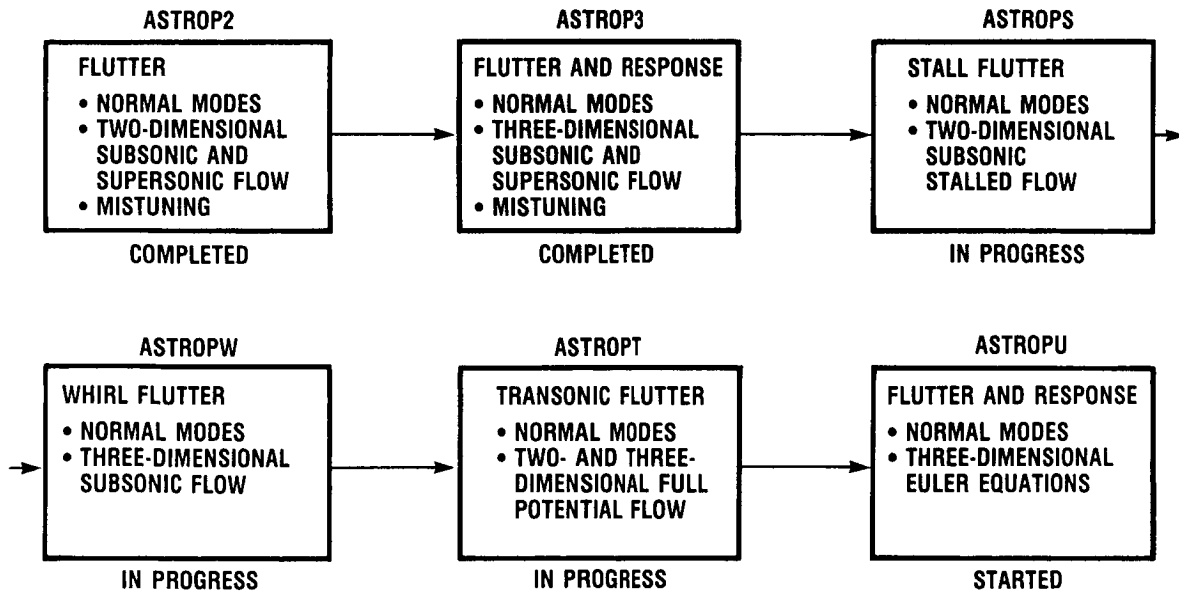 ASTROP2
FLUTTER
• NORMAL MODES
• TWO-DIMENSIONAL
SUBSONIC AND
SUPERSONIC FLOW
• MISTUNING
COMPLETED
ASTROP3
FLUTTER AND RESPONSE
• NORMAL MODES
• THREE-DIMENSIONAL
SUBSONIC AND
SUPERSONIC FLOW
• MISTUNING
COMPLETED
ASTROPS
STALL FLUTTER
• NORMAL MODES
• TWO-DIMENSIONAL
SUBSONIC
STALLED FLOW
IN PROGRESS
ASTROPW
WHIRL FLUTTER
• NORMAL MODES
• THREE-DIMENSIONAL
SUBSONIC FLOW
IN PROGRESS
ASTROPT
TRANSONIC FLUTTER
• NORMAL MODES
• TWO- AND THREE-
DIMENSIONAL FULL
POTENTIAL FLOW
IN PROGRESS
ASTROPU
FLUTTER AND RESPONSE
• NORMAL MODES
• THREE-DIMENSIONAL
EULER EQUATIONS
STARTED